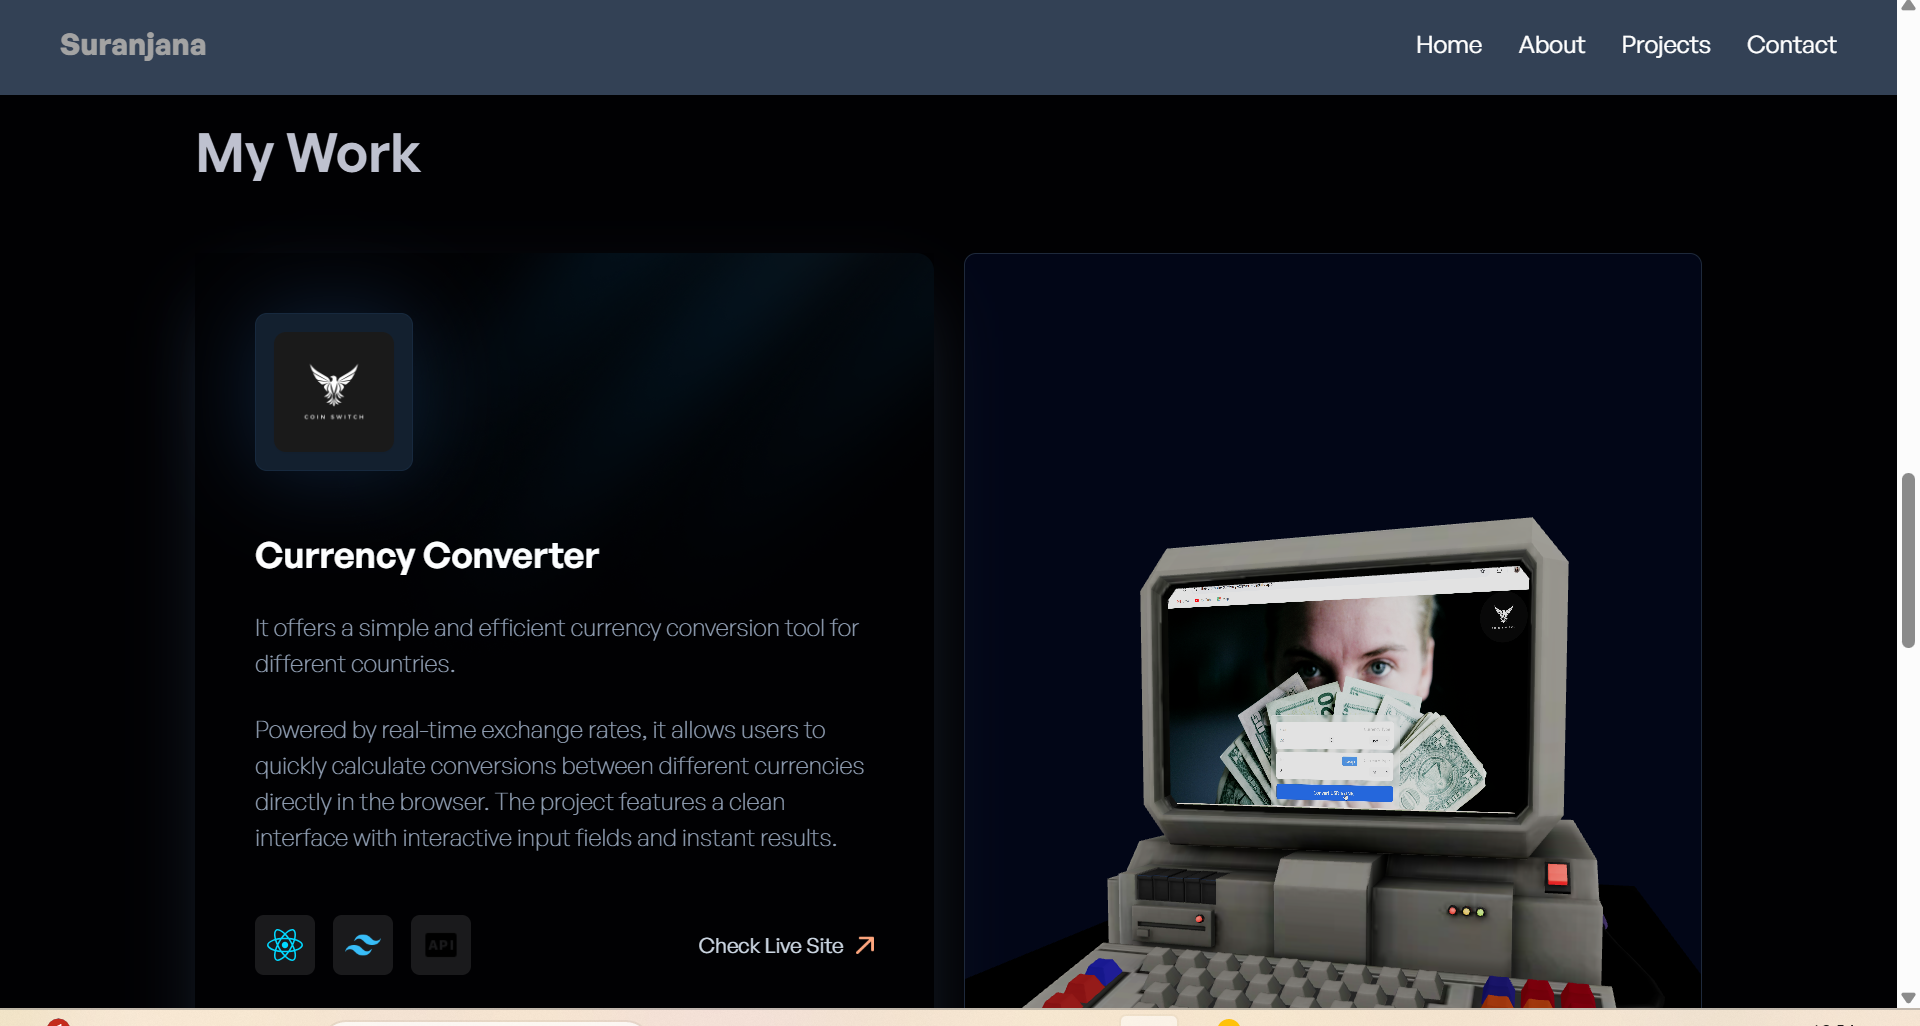 Suranjana
Home About Projects Contact
My Work
COIN SWITCH
Currency Converter
It offers a simple and efficient currency conversion tool for
different countries.
Powered by real-time exchange rates, it allows users to
quickly calculate conversions between different currencies
directly in the browser. The project features a clean
interface with interactive input fields and instant results.
API
Check Live Site
20